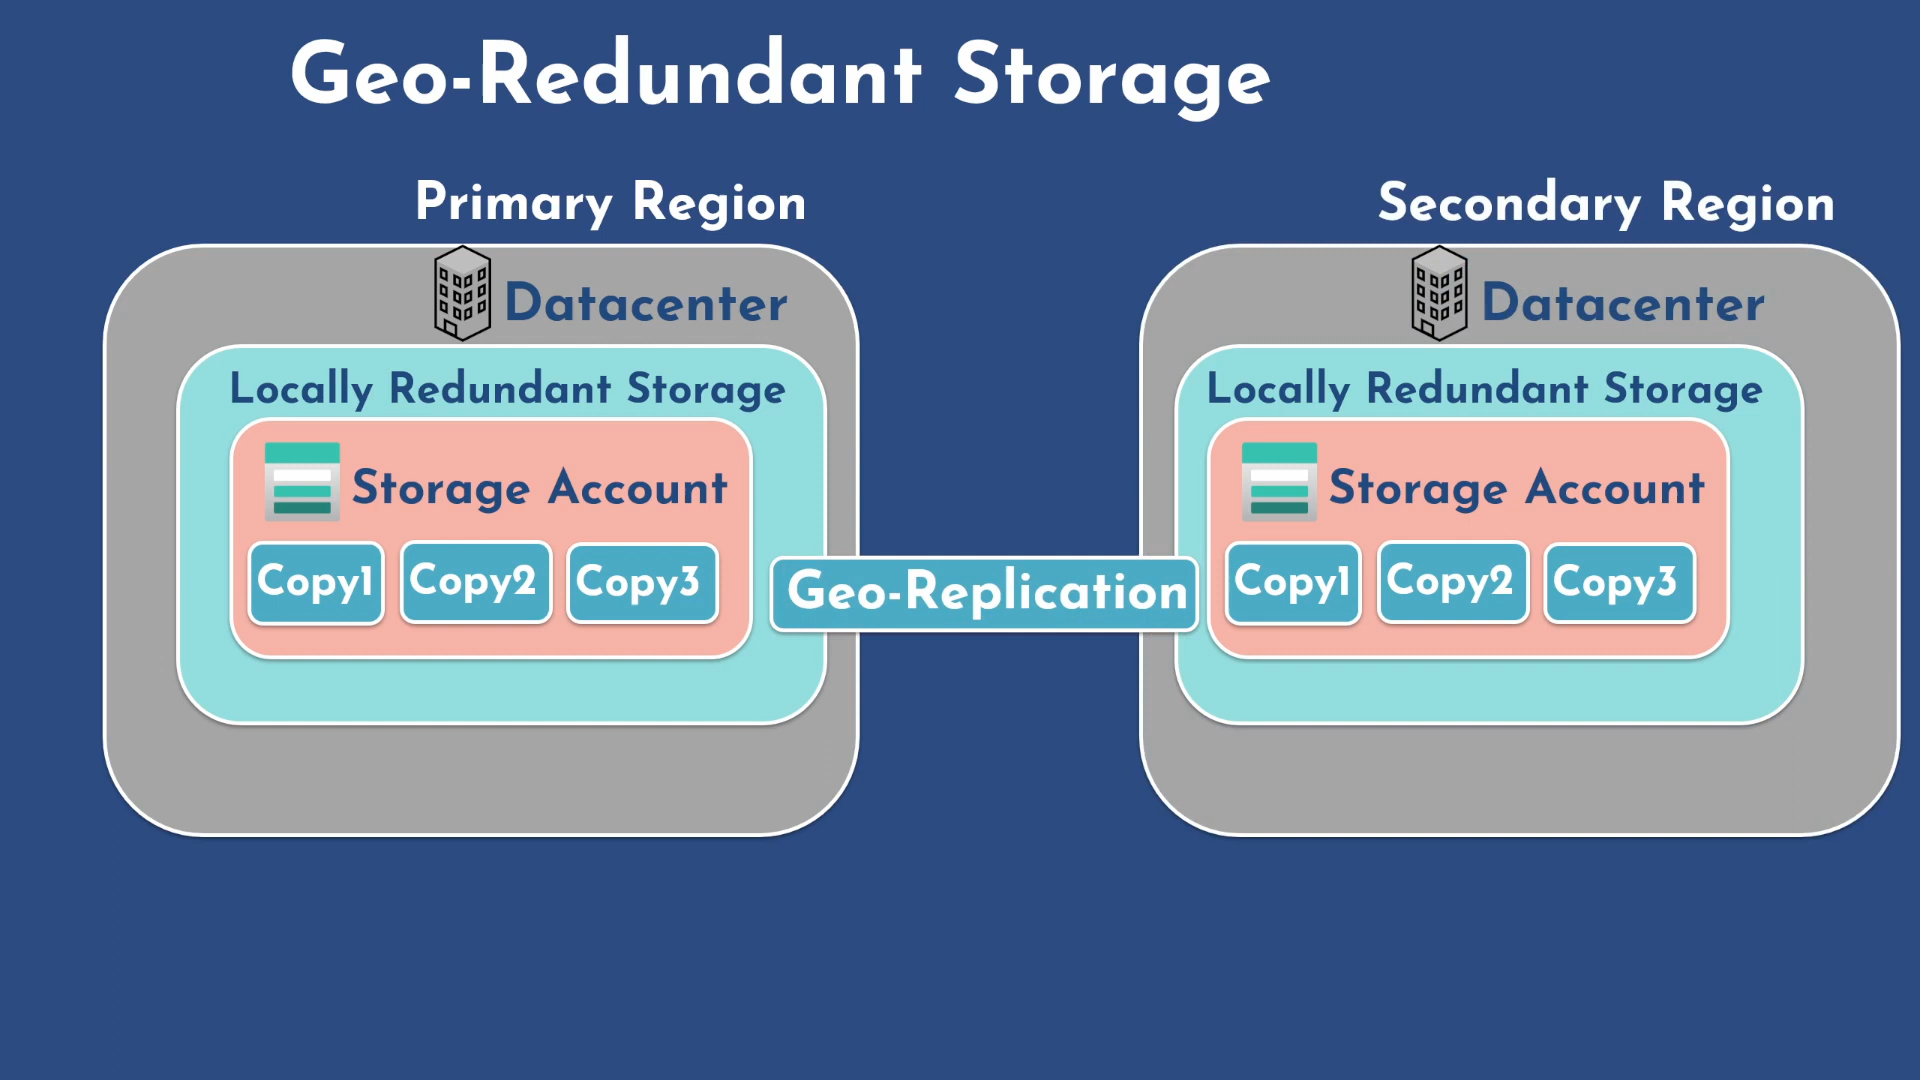 Geo-Redundant Storage
Primary Region
Datacenter
Locally Redundant Storage
Storage Account
Copy1
Copy2
Copy3
Geo-Replication
Secondary Region
Datacenter
Locally Redundant Storage
Storage Account
Copy1
Copy2
Copy3